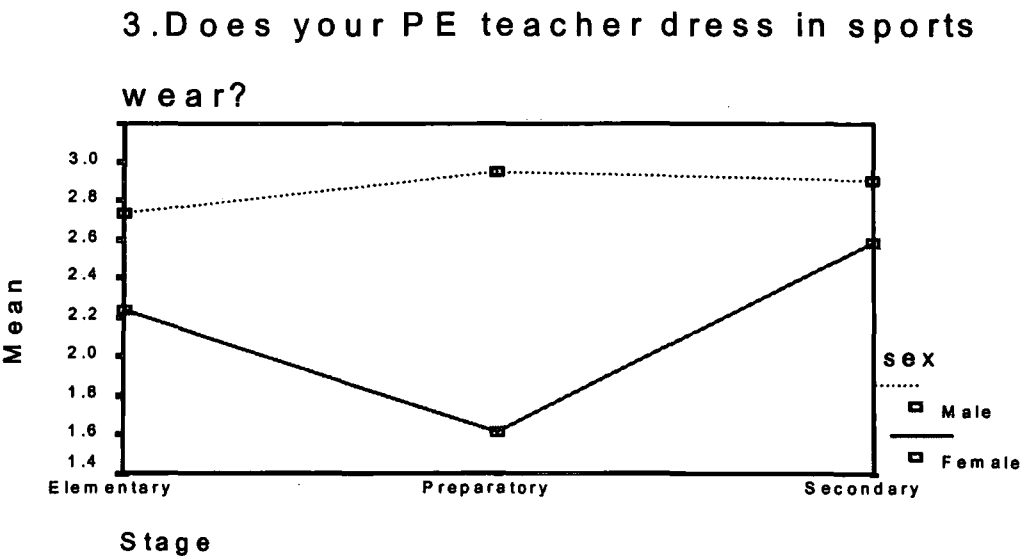 3.Does your PE teacher dress in sports
wear?
3.0
2.8
2.6
2.4
2.2
2.0
1.8
1.6
1.4
Mean
Elementary Preparatory Secondary
Stage
sex
Male
Female